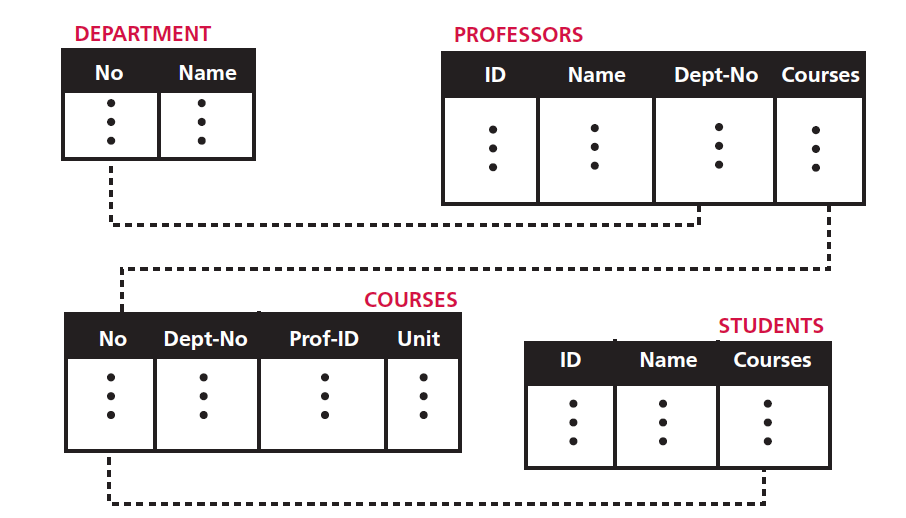 DEPARTMENT
No Name
PROFESSORS
ID Name Dept-No Courses
COURSES
No Dept-No Prof-ID Unit
STUDENTS
ID Name Courses